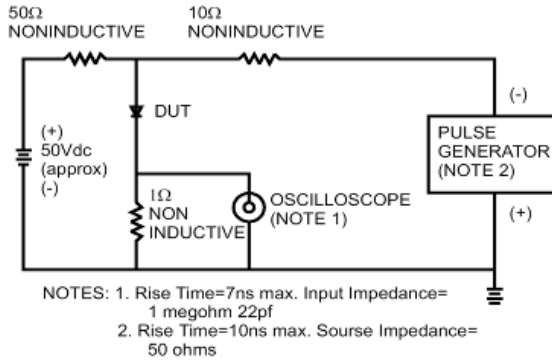 50Ω
NONINDUCTIVE
10Ω
NONINDUCTIVE
DUT
(+)
50Vdc
(approx)
(-)
1Ω
NON
INDUCTIVE
OSCILLOSCOPE
(NOTE 1)
(-)
PULSE
GENERATOR
(NOTE 2)
(+)
NOTES: 1. Rise Time=7ns max. Input Impedance=
1 megohm 22pf
2. Rise Time=10ns max. Sourse Impedance=
50 ohms